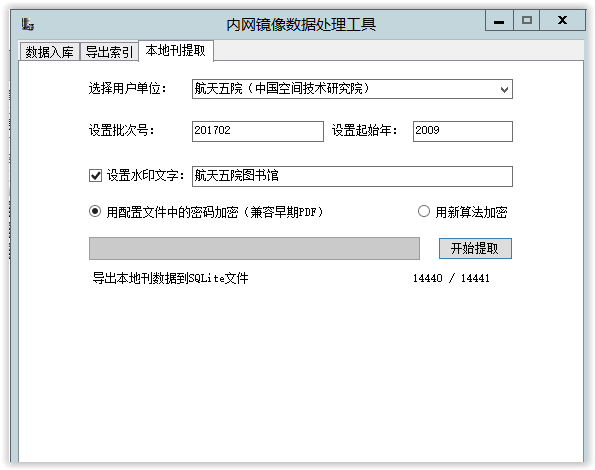 内网镜像数据处理工具
数据入库 导出索引 本地刊提取
选择用户单位： 航天五院（中国空间技术研究院）
设置批次号： 201702 设置起始年： 2009
设置水印文字： 航天五院图书馆
用配置文件中的密码加密（兼容早期PDF） 用新算法加密
开始提取
导出本地刊数据到SQLite文件 14440 / 14441